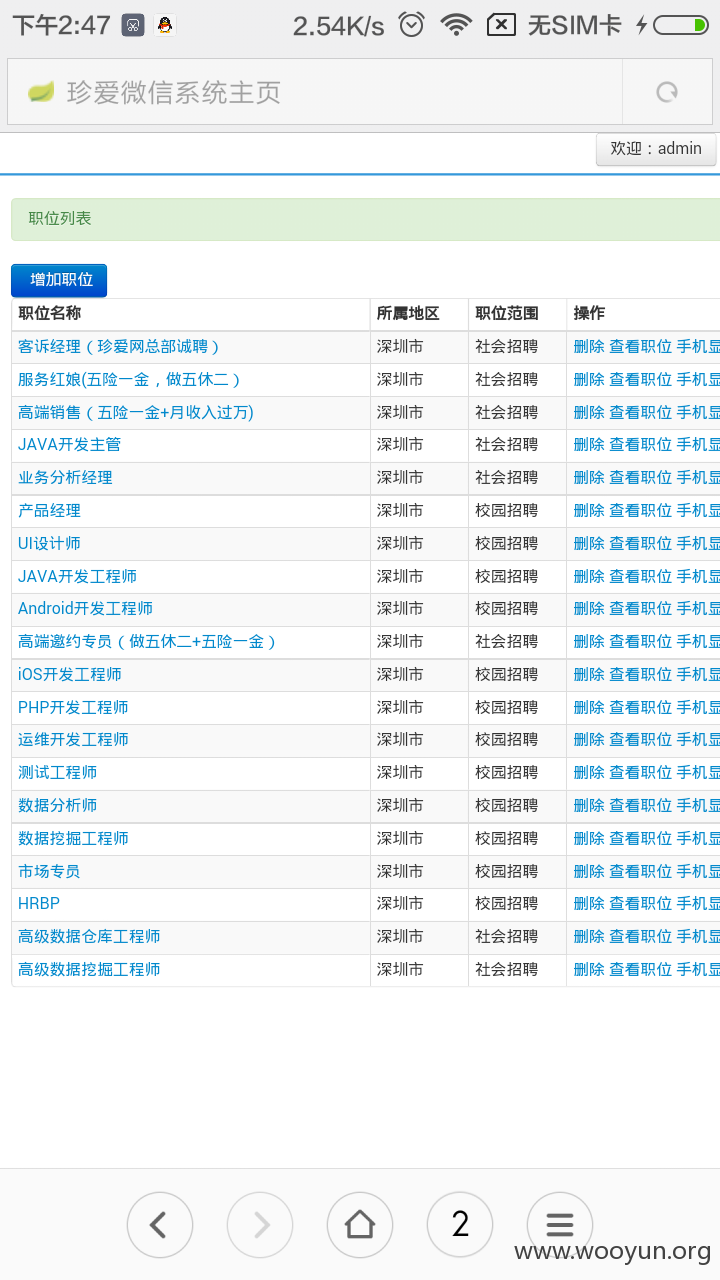 下午2:47 2.54K/s 无SIM卡
珍爱微信系统主页
欢迎：admin
职位列表
增加职位
职位名称 所属地区 职位范围 操作
客诉经理（珍爱网总部诚聘） 深圳市 社会招聘 删除 查看职位 手机显
服务红娘(五险一金，做五休二） 深圳市 社会招聘 删除 查看职位 手机显
高端销售（五险一金+月收入过万) 深圳市 社会招聘 删除 查看职位 手机显
JAVA开发主管 深圳市 社会招聘 删除 查看职位 手机显
业务分析经理 深圳市 社会招聘 删除 查看职位 手机显
产品经理 深圳市 校园招聘 删除 查看职位 手机显
UI设计师 深圳市 校园招聘 删除 查看职位 手机显
JAVA开发工程师 深圳市 校园招聘 删除 查看职位 手机显
Android开发工程师 深圳市 校园招聘 删除 查看职位 手机显
高端邀约专员（做五休二+五险一金） 深圳市 社会招聘 删除 查看职位 手机显
iOS开发工程师 深圳市 校园招聘 删除 查看职位 手机显
PHP开发工程师 深圳市 校园招聘 删除 查看职位 手机显
运维开发工程师 深圳市 校园招聘 删除 查看职位 手机显
测试工程师 深圳市 校园招聘 删除 查看职位 手机显
数据分析师 深圳市 校园招聘 删除 查看职位 手机显
数据挖掘工程师 深圳市 校园招聘 删除 查看职位 手机显
市场专员 深圳市 校园招聘 删除 查看职位 手机显
HRBP 深圳市 校园招聘 删除 查看职位 手机显
高级数据仓库工程师 深圳市 社会招聘 删除 查看职位 手机显
高级数据挖掘工程师 深圳市 社会招聘 删除 查看职位 手机显
2
www.wooyun.org